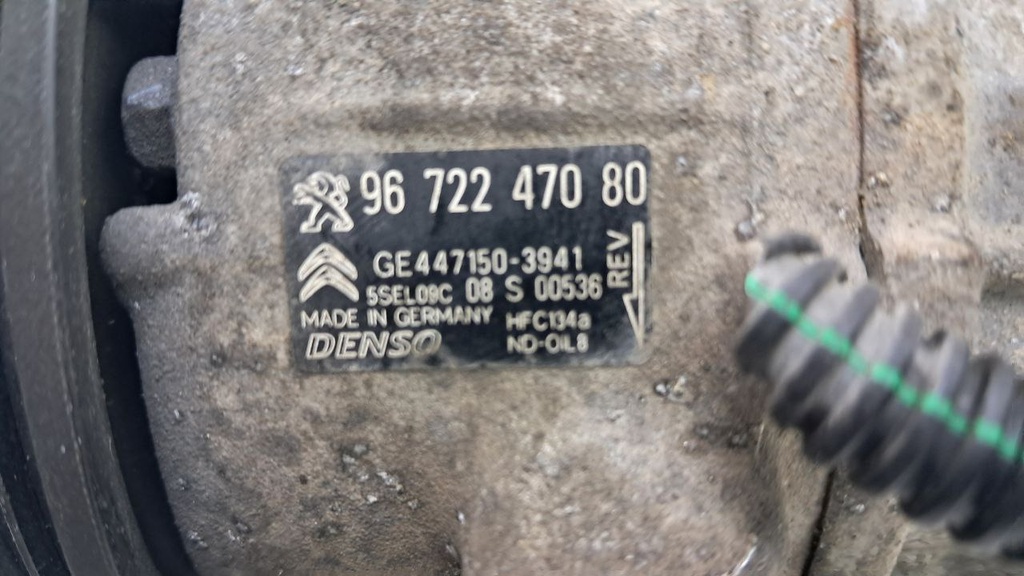 96 722 470 80
GE447150-3941
5SEL09C 08 S 00536
REV
MADE IN GERMANY HFC134a
DENSO ND-OIL8